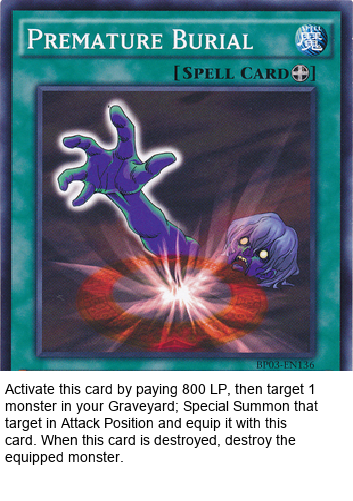 PREMATURE BURIAL
[SPELL CARD]
BP03-EN136
Activate this card by paying 800 LP, then target 1
monster in your Graveyard; Special Summon that
target in Attack Position and equip it with this
card. When this card is destroyed, destroy the
equipped monster.